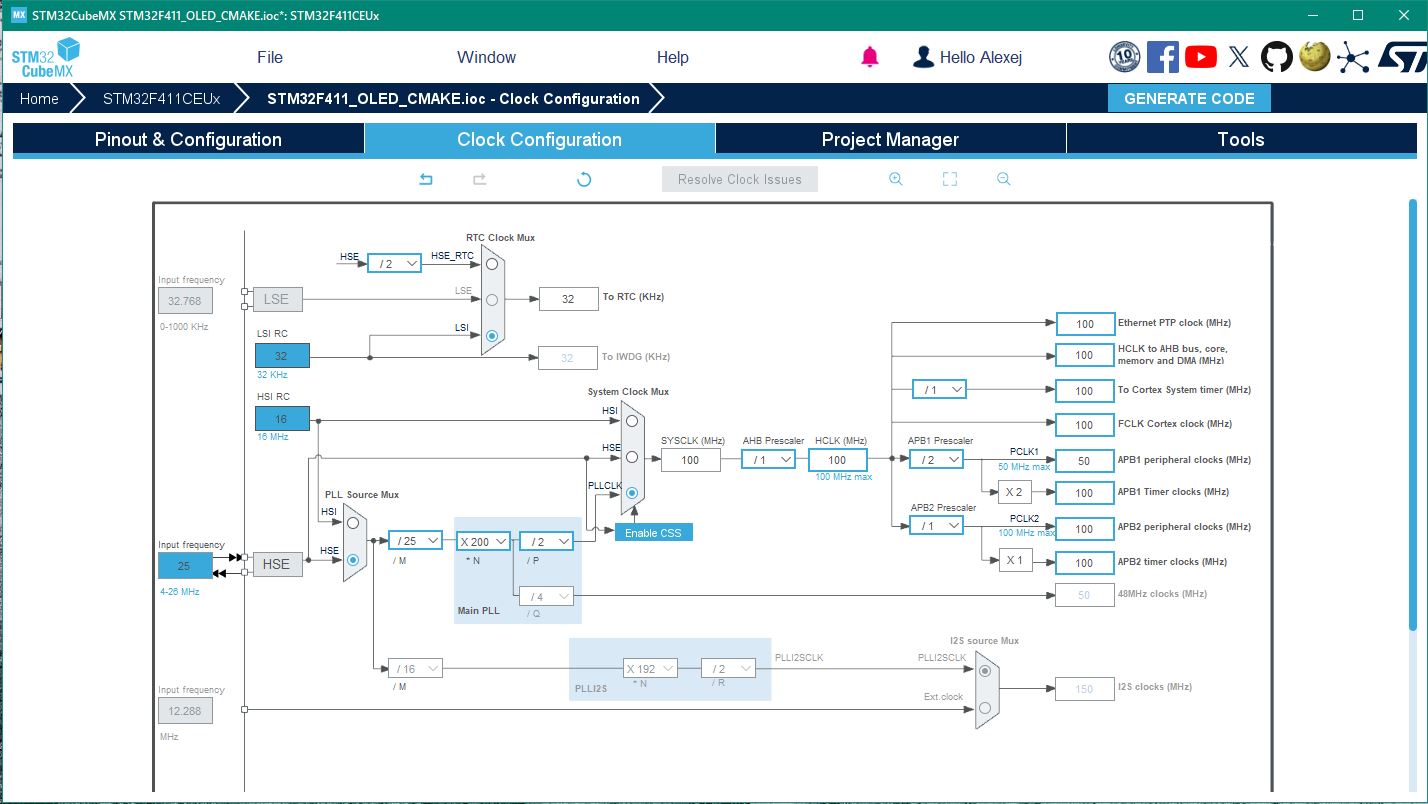 MX STM32CubeMX STM32F411_OLED_CMAKE.ioc*: STM32F411CEUx
STM32
CubeMX
File
Window
Help
Hello Alexej
10
Home
STM32F411CEUx
STM32F411_OLED_CMAKE.ioc - Clock Configuration
GENERATE CODE
Pinout & Configuration
Clock Configuration
Project Manager
Tools
Resolve Clock Issues
RTC Clock Mux
HSE
/ 2
HSE_RTC
Input frequency
32.768
0-1000 KHz
LSE
LSE
32
To RTC (KHz)
LSI RC
32
32 KHz
LSI
32
To IWDG (KHz)
HSI RC
16
16 MHz
System Clock Mux
HSI
HSE
PLLCLK
Enable CSS
SYSCLK (MHz)
100
AHB Prescaler
/ 1
HCLK (MHz)
100
100 MHz max
100
Ethernet PTP clock (MHz)
100
HCLK to AHB bus, core,
memory and DMA (MHz)
/ 1
100
To Cortex System timer (MHz)
100
FCLK Cortex clock (MHz)
APB1 Prescaler
/ 2
PCLK1
50 MHz max
50
APB1 peripheral clocks (MHz)
X 2
100
APB1 Timer clocks (MHz)
APB2 Prescaler
/ 1
PCLK2
100 MHz max
100
APB2 peripheral clocks (MHz)
X 1
100
APB2 timer clocks (MHz)
50
48MHz clocks (MHz)
PLL Source Mux
HSI
HSE
Input frequency
25
4-26 MHz
HSE
/ 25
/ M
X 200
* N
/ 2
/ P
/ 4
/ Q
Main PLL
/ 16
/ M
PLLI2S
X 192
* N
/ 2
/ R
PLLI2SCLK
I2S source Mux
PLLI2SCLK
Ext.clock
150
I2S clocks (MHz)
Input frequency
12.288
MHz